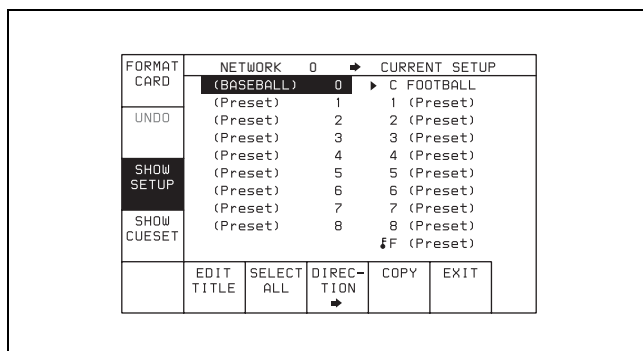 FORMAT
CARD
UNDO
SHOW
SETUP
SHOW
CUESET
NETWORK 0 ➡ CURRENT SETUP
(BASEBALL) 0 ▶ C FOOTBALL
(Preset) 1 1 (Preset)
(Preset) 2 2 (Preset)
(Preset) 3 3 (Preset)
(Preset) 4 4 (Preset)
(Preset) 5 5 (Preset)
(Preset) 6 6 (Preset)
(Preset) 7 7 (Preset)
(Preset) 8 8 (Preset)
F (Preset)
EDIT
TITLE
SELECT
ALL
DIREC-
TION
➡
COPY
EXIT